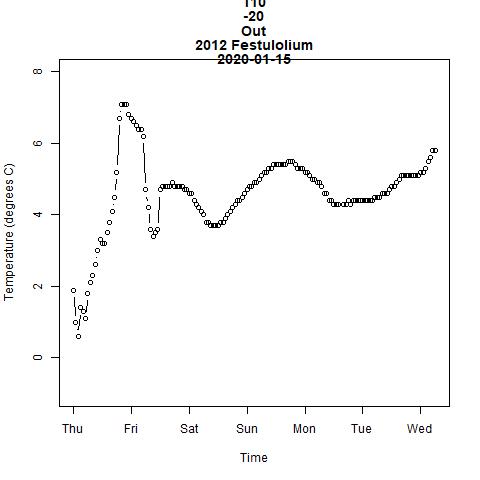 110
-20
Out
2012 Festulolium
2020-01-15
8
6
4
2
0
Temperature (degrees C)
Thu Fri Sat Sun Mon Tue Wed
Time